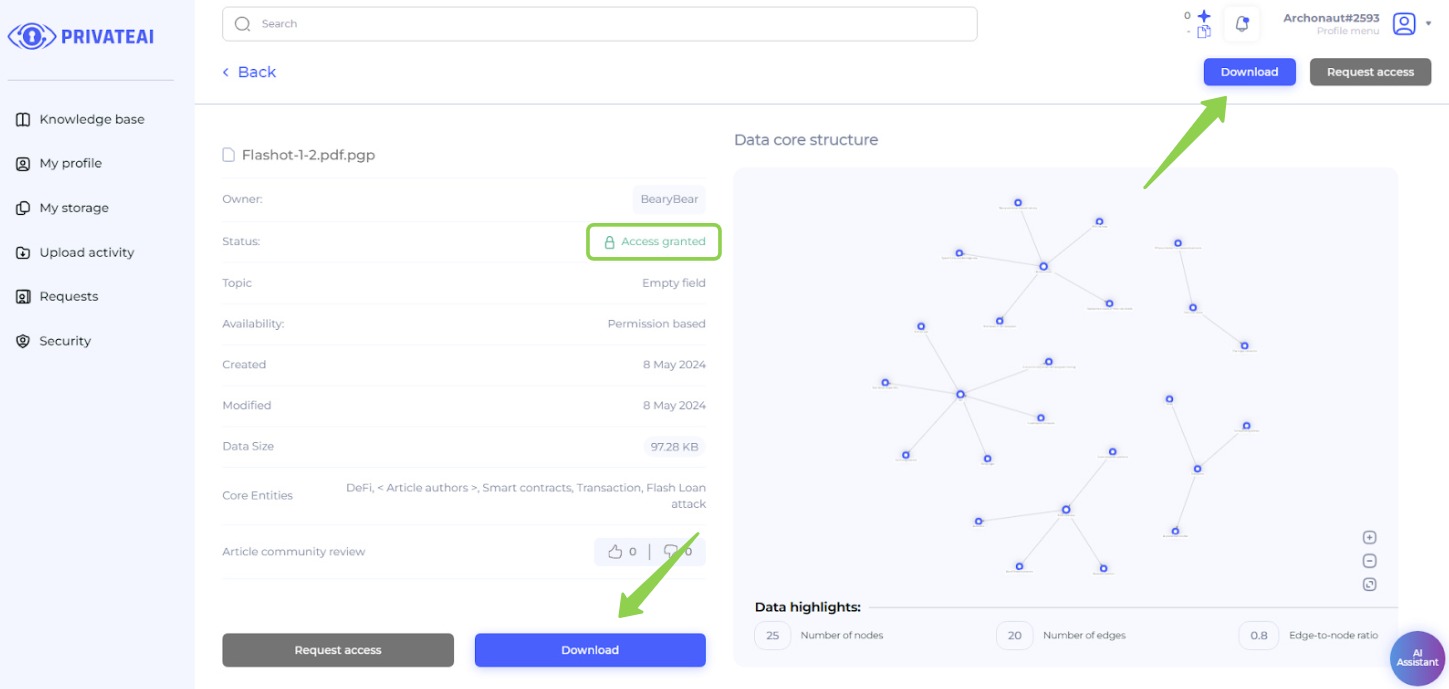 PRIVATEAI
Search
0
-
Archonaut#2593
Profile menu
Back
Download
Request access
Knowledge base
My profile
My storage
Upload activity
Requests
Security
Flashot-1-2.pdf.pgp
Owner:
BearyBear
Status:
Access granted
Topic
Empty field
Availability:
Permission based
Created
8 May 2024
Modified
8 May 2024
Data Size
97.28 KB
Core Entities
DeFi, < Article authors >, Smart contracts, Transaction, Flash Loan
attack
Article community review
0 | 0
Request access
Download
Data core structure
Data highlights:
25 Number of nodes
20 Number of edges
0.8 Edge-to-node ratio
AI
Assistant